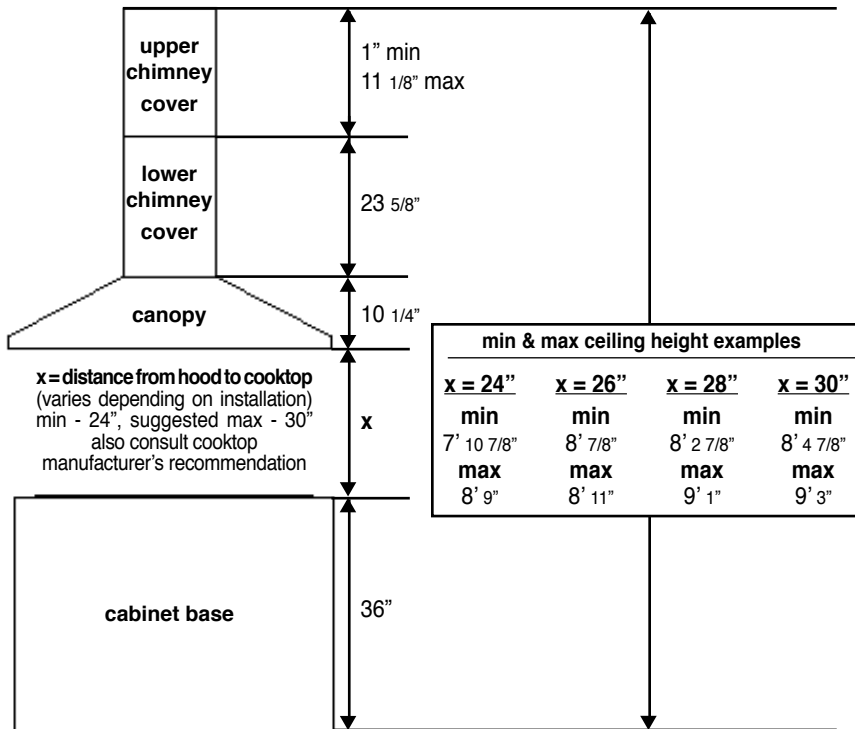 upper
chimney
cover
1” min
11 1/8” max
lower
chimney
cover
23 5/8”
canopy
10 1/4”
x = distance from hood to cooktop
(varies depending on installation)
min - 24”, suggested max - 30”
also consult cooktop
manufacturer’s recommendation
x
min & max ceiling height examples
x = 24” x = 26” x = 28” x = 30”
min min min min
7’ 10 7/8” 8’ 7/8” 8’ 2 7/8” 8’ 4 7/8”
max max max max
8’ 9” 8’ 11” 9’ 1” 9’ 3”
cabinet base
36”